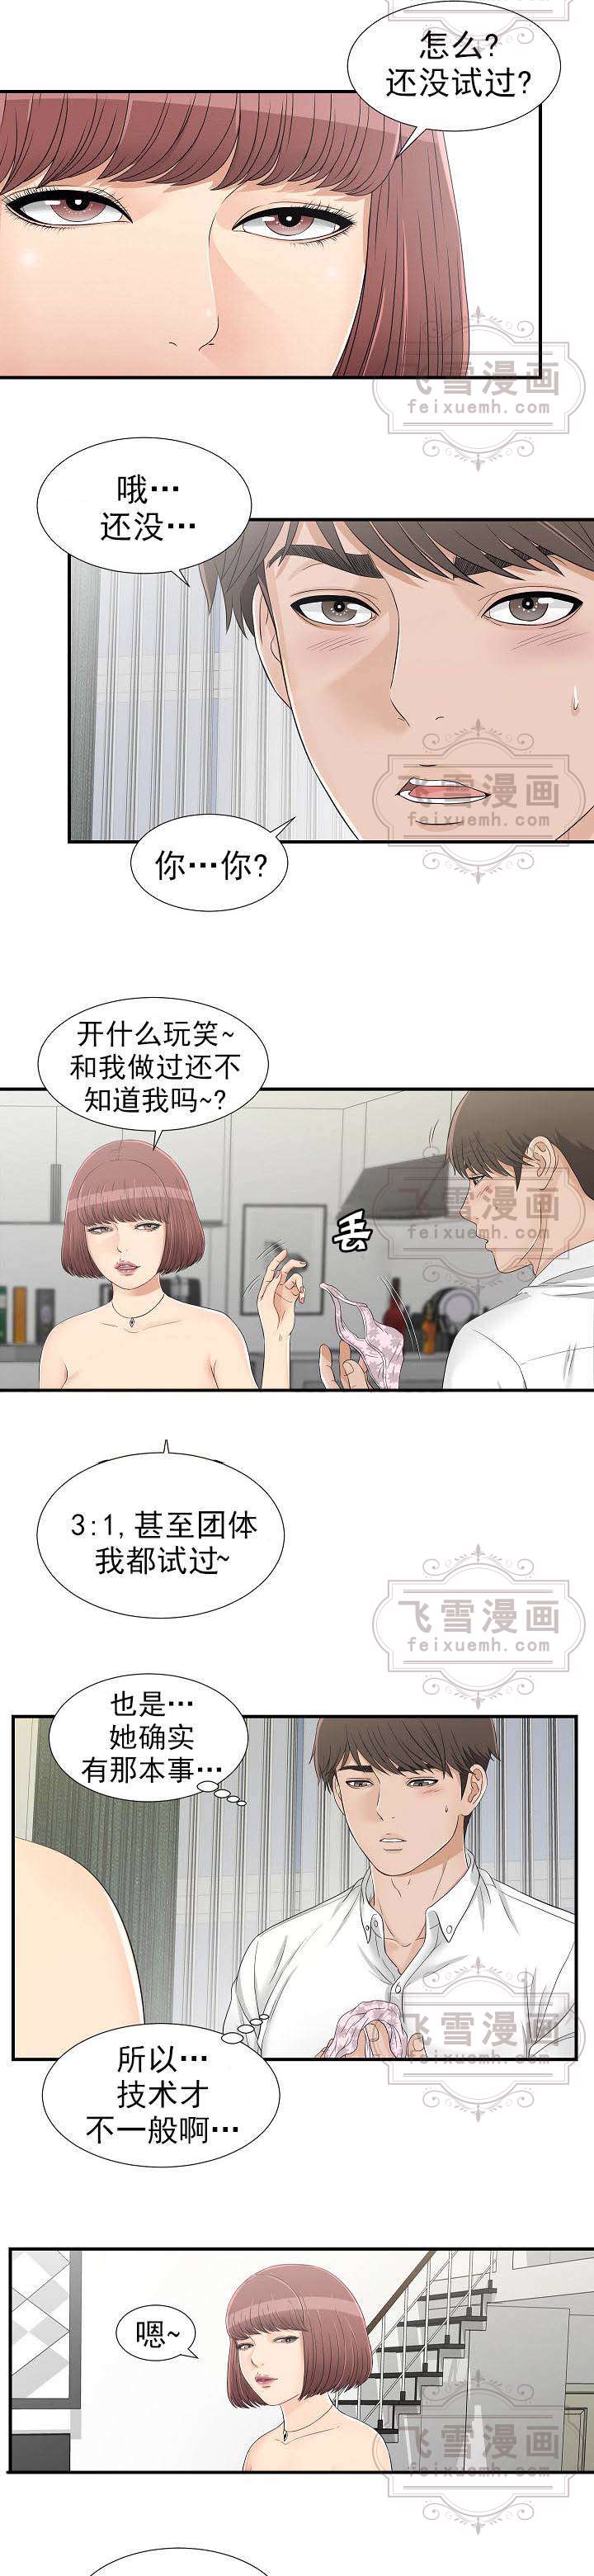 怎么?
还没试过?
飞雪漫画
feixuemh.com
哦…
还没…
飞雪漫画
feixuemh.com
你…你?
开什么玩笑~
和我做过还不
知道我吗~?
飞雪漫画
feixuemh.com
丢
3:1,甚至团体
我都试过~
飞雪漫画
feixuemh.com
也是…
她确实
有那本事…
飞雪漫画
feixuemh.com
所以…
技术才
不一般啊…
嗯~
飞雪漫画
feixuemh.com